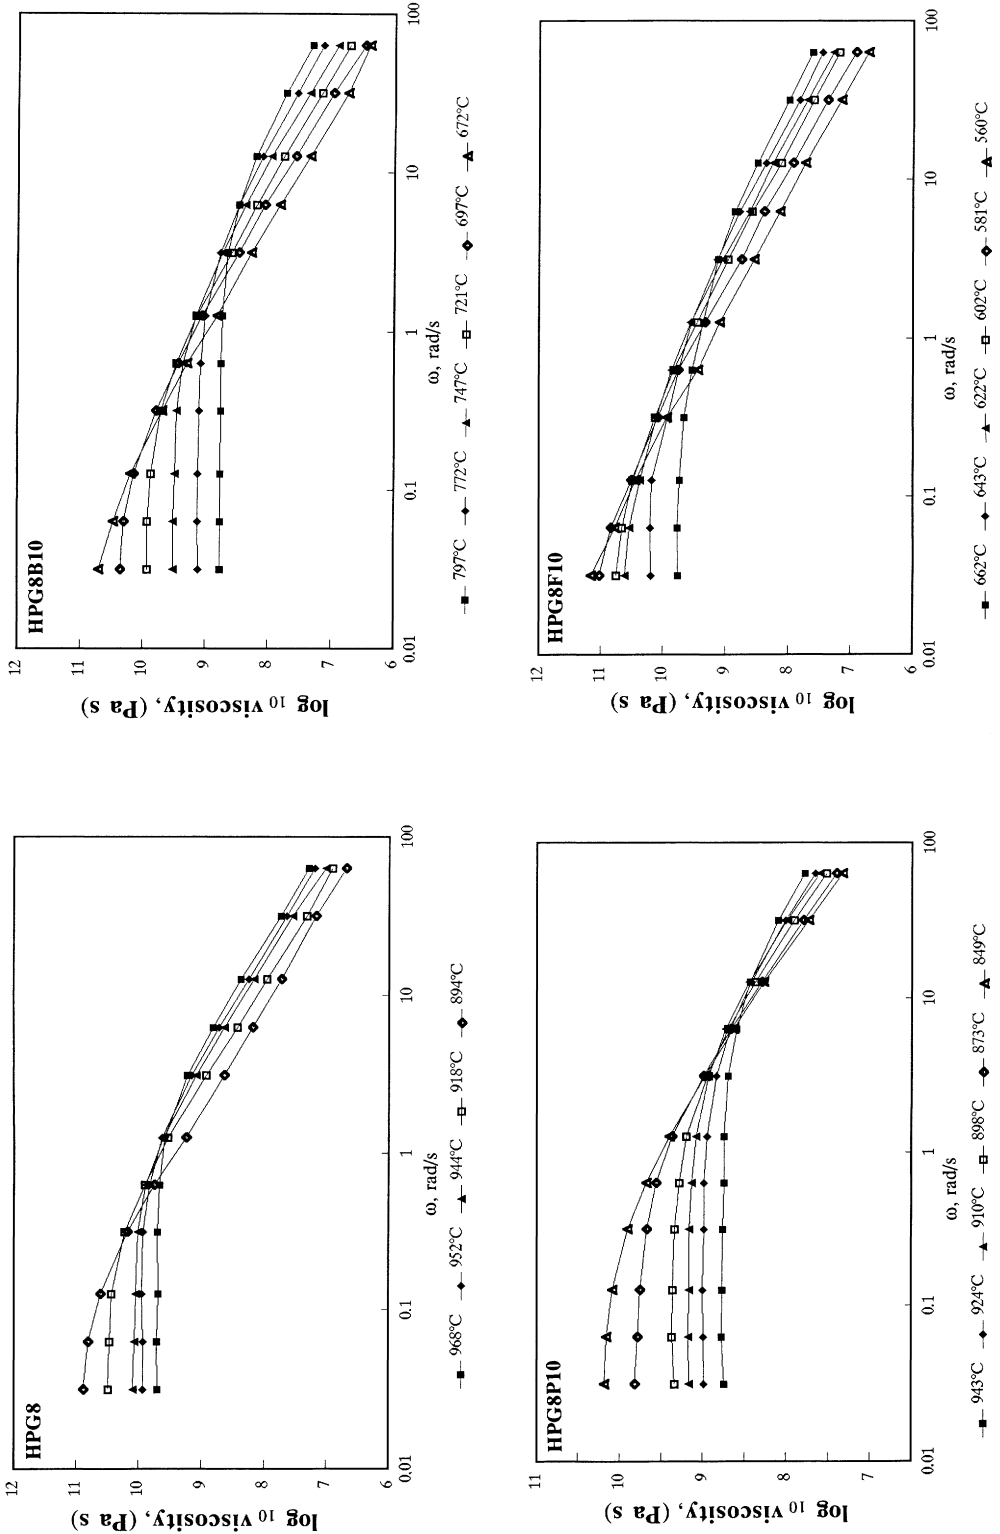 HPG8
12
11
10
9
8
7
6
log 10 viscosity, (Pa s)
0.01
0.1
1
10
100
ω, rad/s
968°C 952°C 944°C 918°C 894°C
HPG8B10
12
11
10
9
8
7
6
log 10 viscosity, (Pa s)
0.01
0.1
1
10
100
ω, rad/s
797°C 772°C 747°C 721°C 697°C 672°C
HPG8P10
11
10
9
8
7
6
log 10 viscosity, (Pa s)
0.01
0.1
1
10
100
ω, rad/s
943°C 924°C 910°C 898°C 873°C 849°C
HPG8F10
12
11
10
9
8
7
6
log 10 viscosity, (Pa s)
0.01
0.1
1
10
100
ω, rad/s
662°C 643°C 622°C 602°C 581°C 560°C